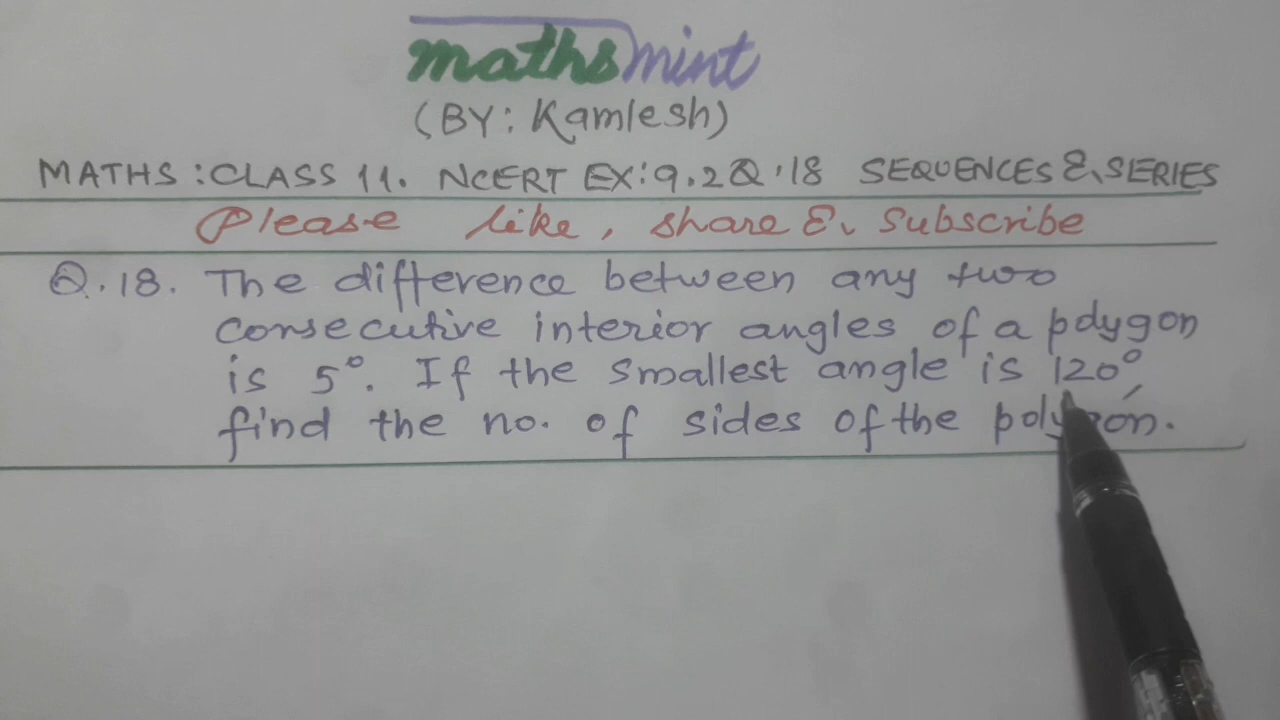 mathsmint
(BY: Kamlesh)
MATHS : CLASS 11. NCERT EX: 9.2 Q.18 SEQUENCES & SERIES
Please like, share & Subscribe
Q.18. The difference between any two
consecutive interior angles of a polygon
is 5°. If the smallest angle is 120°,
find the no. of sides of the polygon.